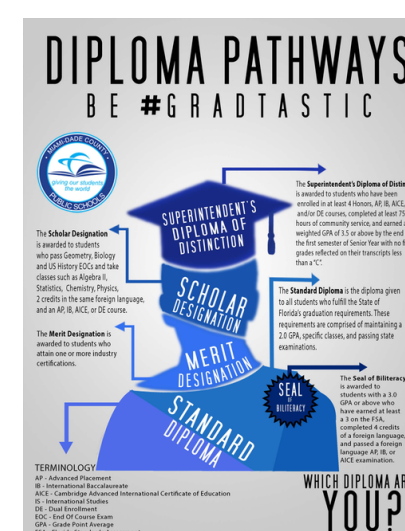 DIPLOMA PATHWAYS
BE #GRADTASTIC
MIAMI-DADE COUNTY
giving our students
the world
PUBLIC SCHOOLS
SUPERINTENDENT'S
DIPLOMA OF
DISTINCTION
The Superintendent's Diploma of Distin
is awarded to students who have been
enrolled in at least 4 Honors, AP, IB, AICE,
and/or DE courses, completed at least 75
hours of community service, and earned a
weighted GPA of 3.5 or above by the end
the first semester of Senior Year with no f
grades reflected on their transcripts less
than a "C".
The Scholar Designation
is awarded to students
who pass Geometry, Biology
and US History EOCs and take
classes such as Algebra II,
Statistics, Chemistry, Physics,
2 credits in the same foreign language,
and an AP, IB, AICE, or DE course.
SCHOLAR
DESIGNATION
The Standard Diploma is the diploma given
to all students who fulfill the State of
Florida's graduation requirements. These
requirements are comprised of maintaining a
2.0 GPA, specific classes, and passing state
examinations.
The Merit Designation is
awarded to students who
attain one or more industry
certifications.
MERIT
DESIGNATION
SEAL
OF
BILITERACY
The Seal of Biliteracy
is awarded to
students with a 3.0
GPA or above who
have earned at least
a 3 on the FSA,
completed 4 credits
of a foreign language,
and passed a foreign
language AP, IB, or
AICE examination.
STANDARD
DIPLOMA
TERMINOLOGY
AP - Advanced Placement
IB - International Baccalaureate
AICE - Cambridge Advanced International Certificate of Education
IS - International Studies
DE - Dual Enrollment
EOC - End Of Course Exam
GPA - Grade Point Average
WHICH DIPLOMA AR
YOU?